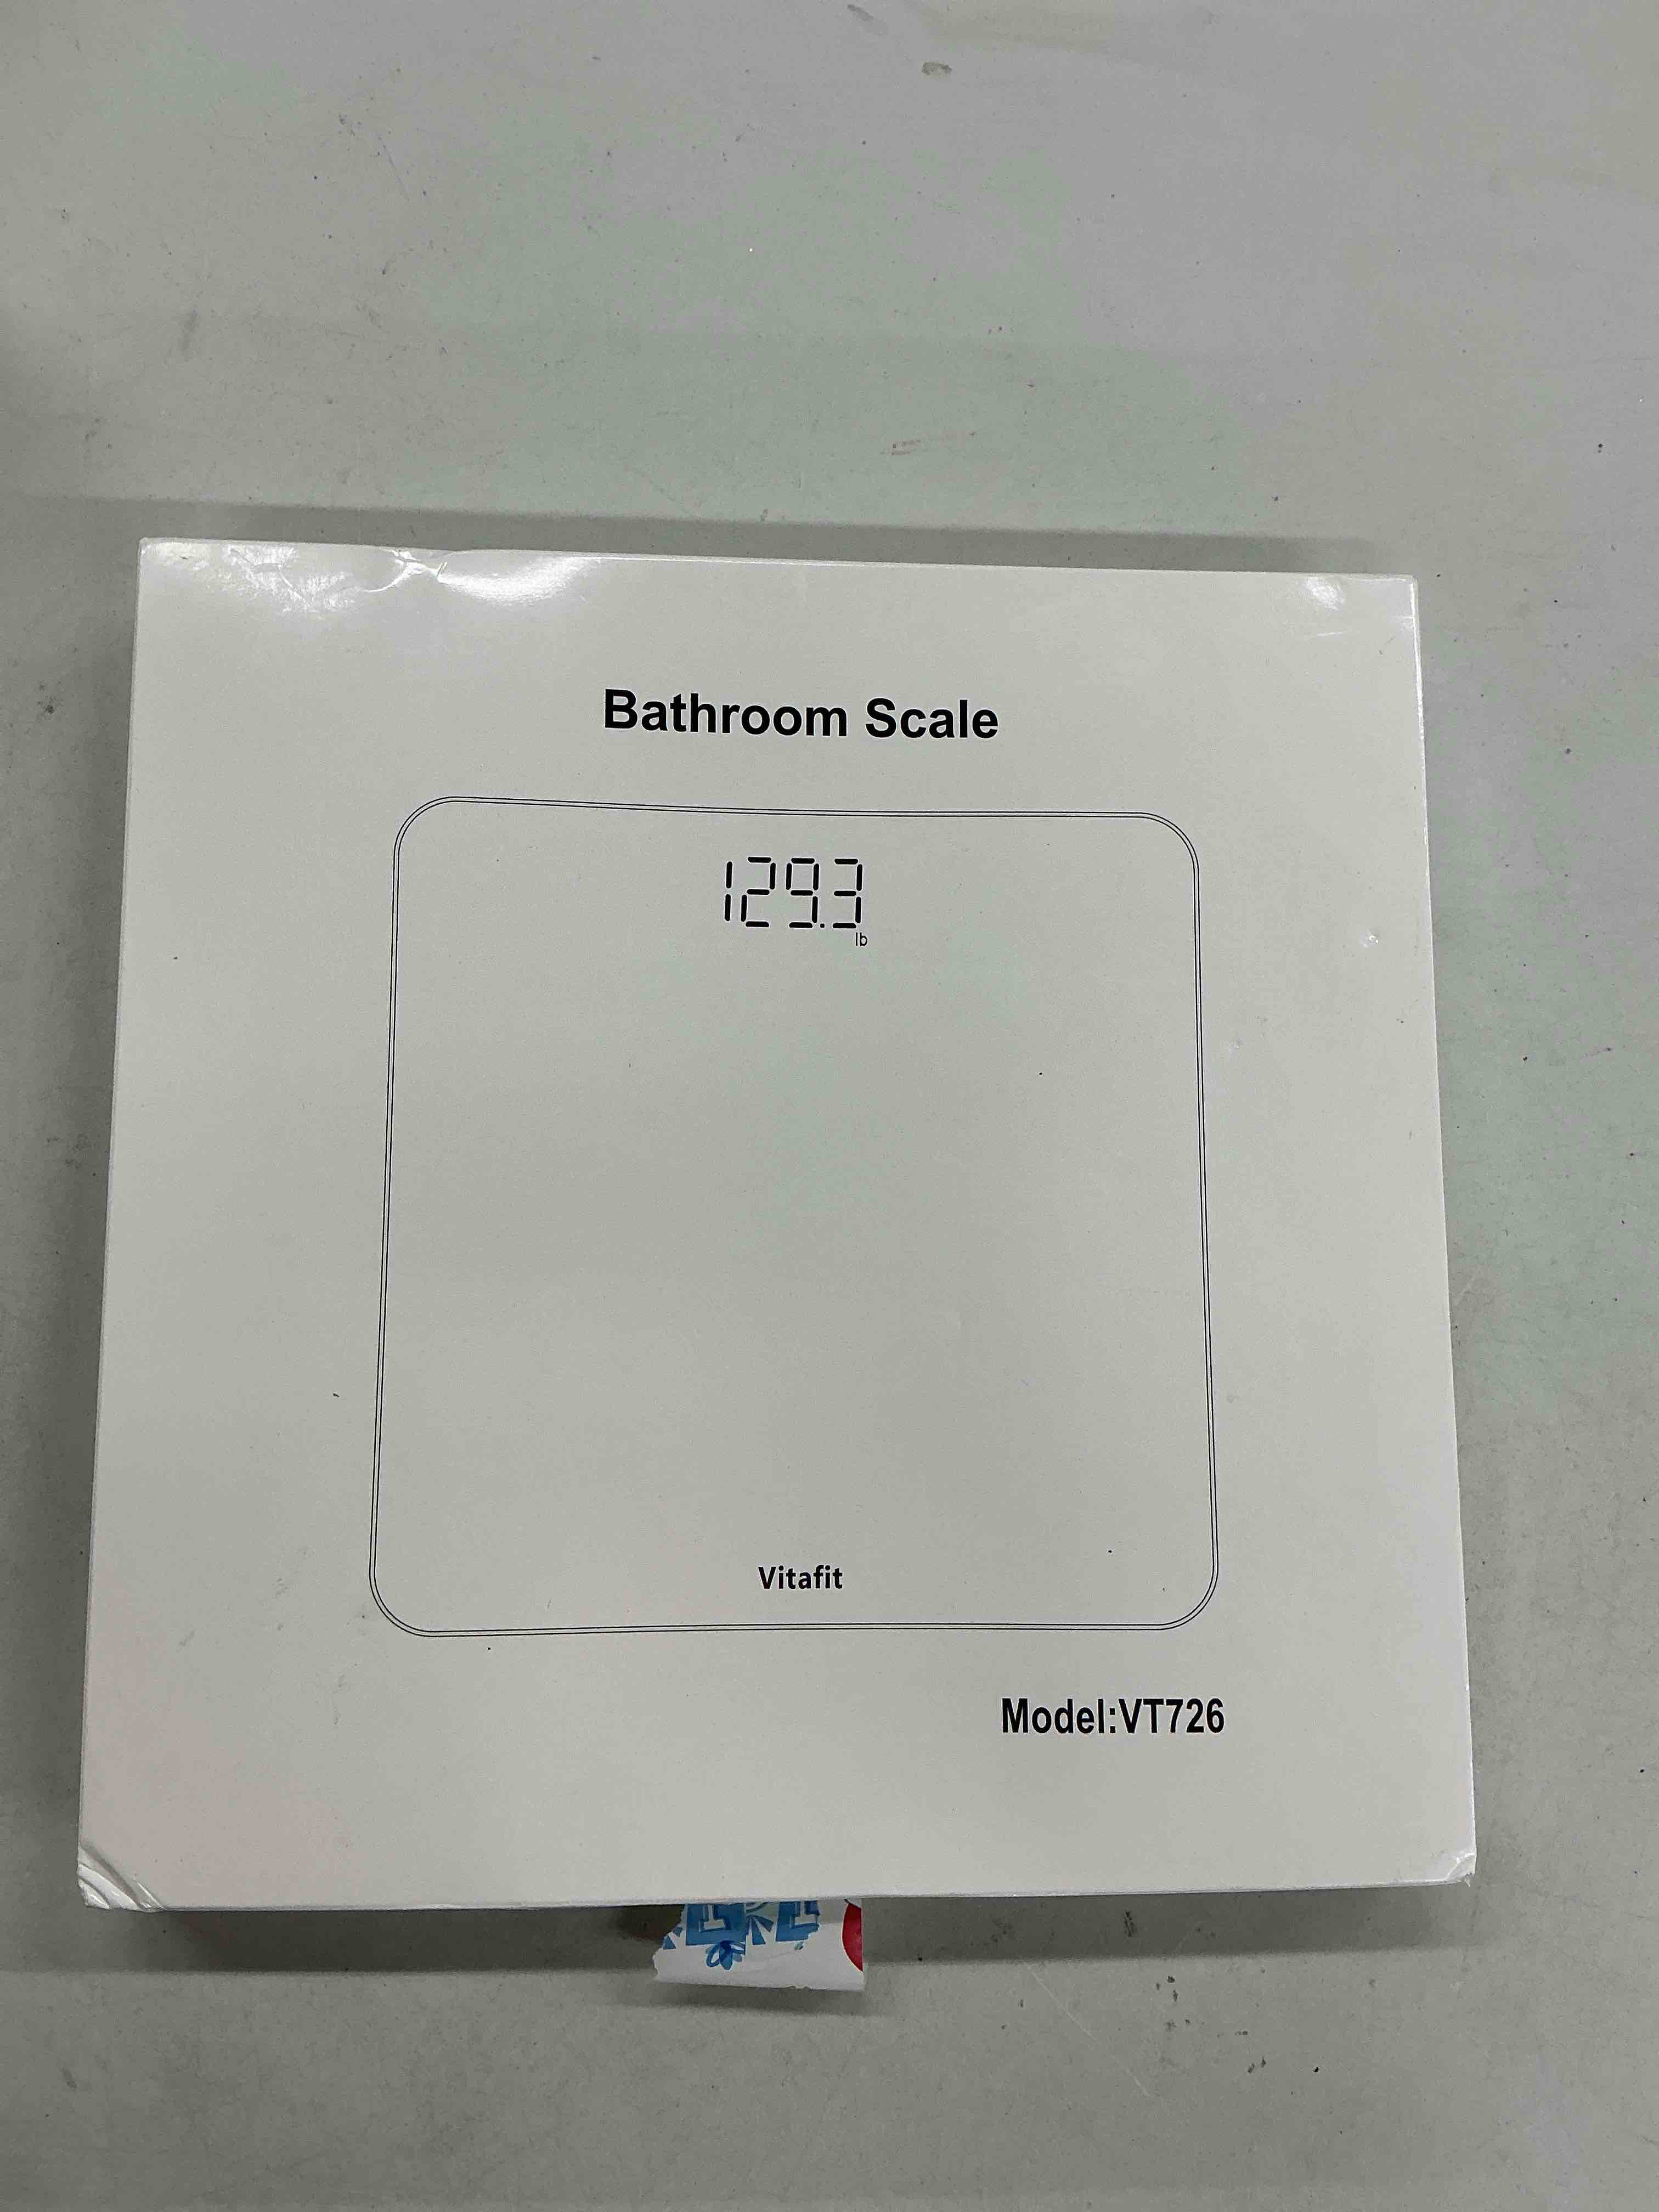 Bathroom Scale
129.3
lb
Vitafit
Model:VT726